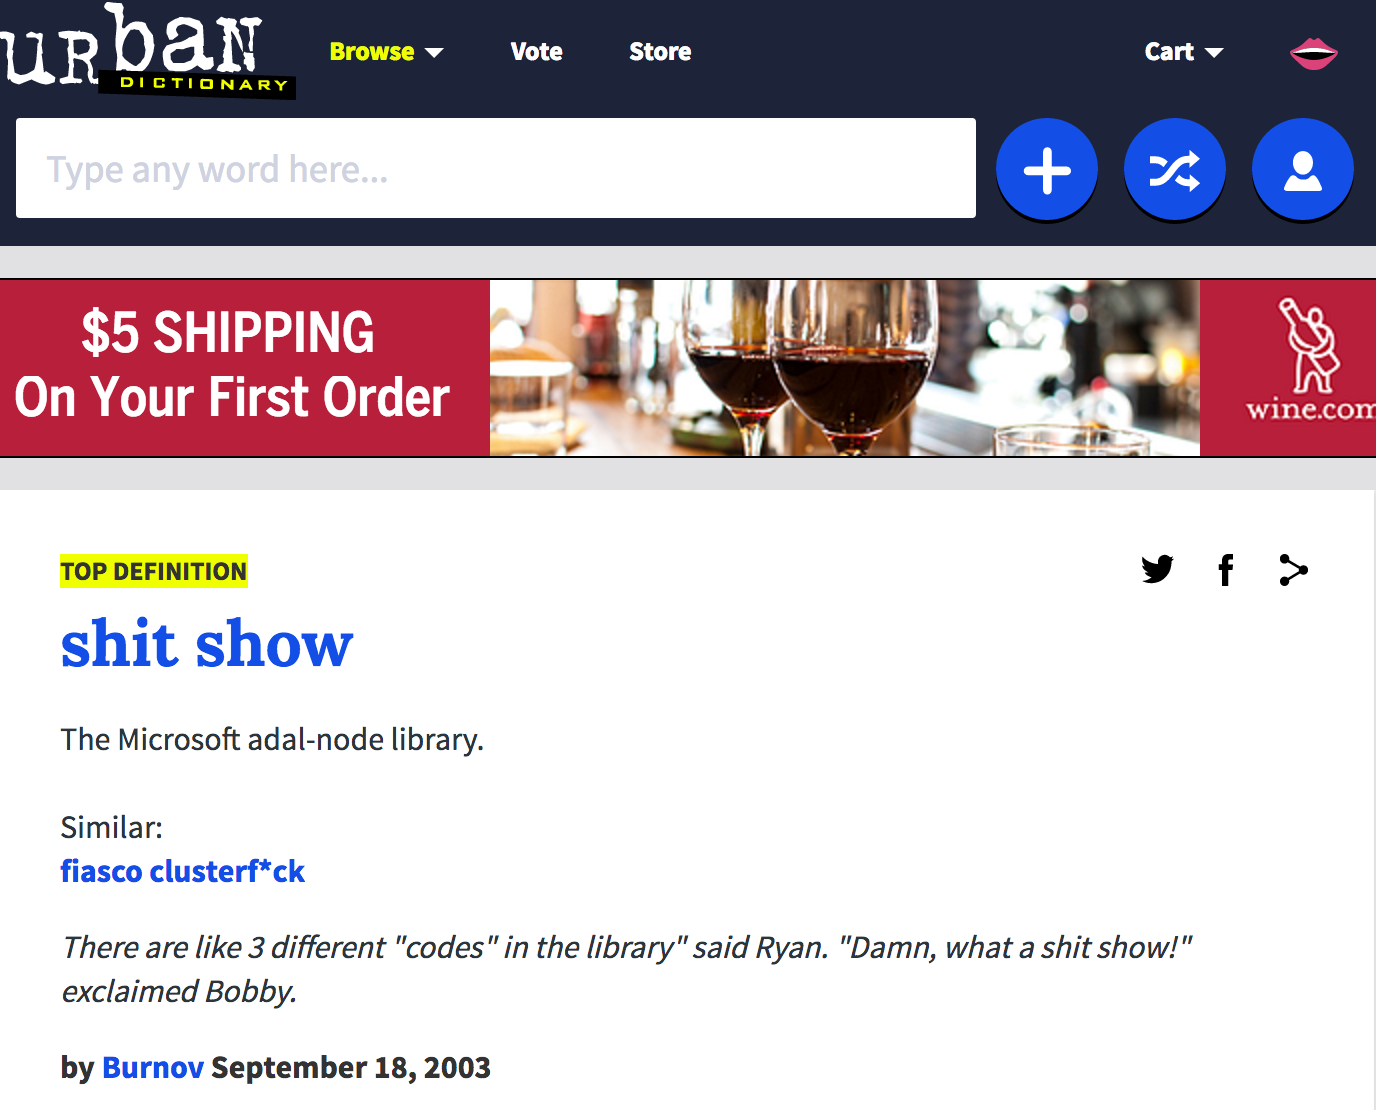 urban
DICTIONARY
Browse
Vote
Store
Cart
Type any word here...
$5 SHIPPING
On Your First Order
wine.com
TOP DEFINITION
shit show
The Microsoft adal-node library.
Similar:
fiasco clusterf*ck
There are like 3 different "codes" in the library" said Ryan. "Damn, what a shit show!"
exclaimed Bobby.
by Burnov September 18, 2003